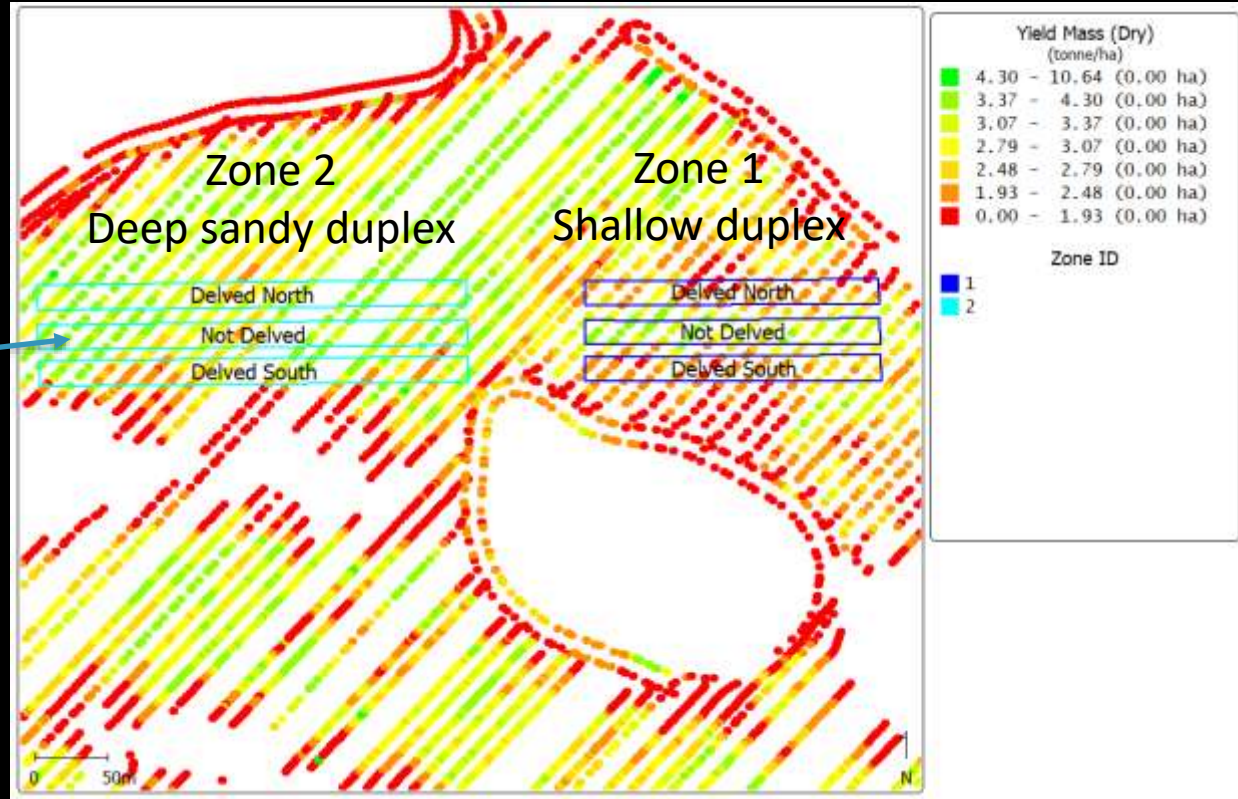 Zone 2
Deep sandy duplex
Zone 1
Shallow duplex
Delved North
Not Delved
Delved South
Delved North
Not Delved
Delved South
0 50m
N
Yield Mass (Dry)
(tonne/ha)
4.30 - 10.64 (0.00 ha)
3.37 - 4.30 (0.00 ha)
3.07 - 3.37 (0.00 ha)
2.79 - 3.07 (0.00 ha)
2.48 - 2.79 (0.00 ha)
1.93 - 2.48 (0.00 ha)
0.00 - 1.93 (0.00 ha)
Zone ID
1
2